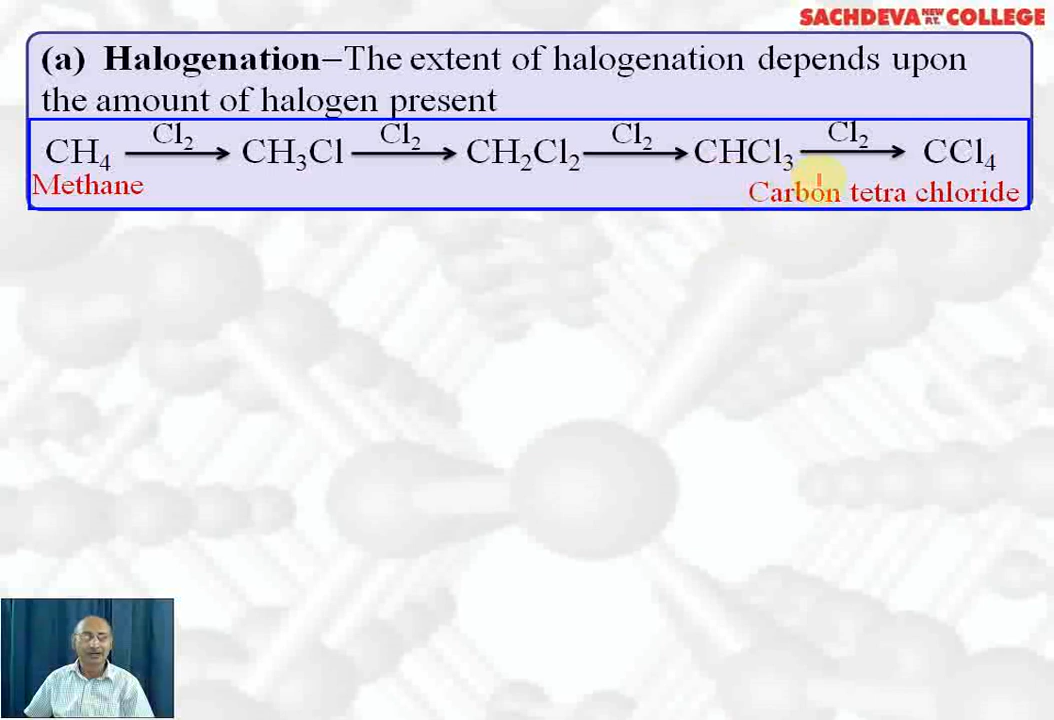 SACHDEVA NEW P.T. COLLEGE
(a) Halogenation–The extent of halogenation depends upon
the amount of halogen present
CH₄ —Cl₂→ CH₃Cl —Cl₂→ CH₂Cl₂ —Cl₂→ CHCl₃ —Cl₂→ CCl₄
Methane Carbon tetra chloride